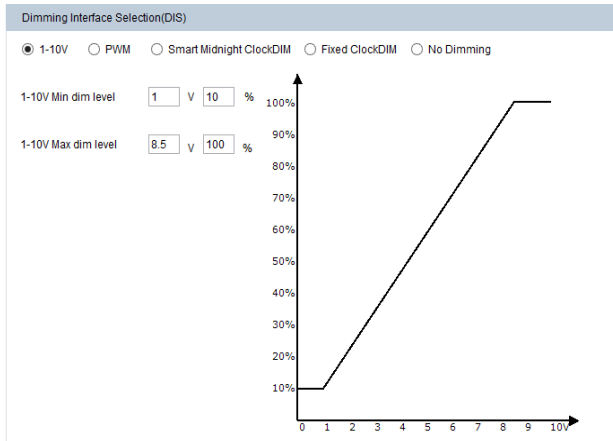 Dimming Interface Selection(DIS)
1-10V PWM Smart Midnight ClockDIM Fixed ClockDIM No Dimming
1-10V Min dim level 1 V 10 %
1-10V Max dim level 8.5 V 100 %
100%
90%
80%
70%
60%
50%
40%
30%
20%
10%
0 1 2 3 4 5 6 7 8 9 10V